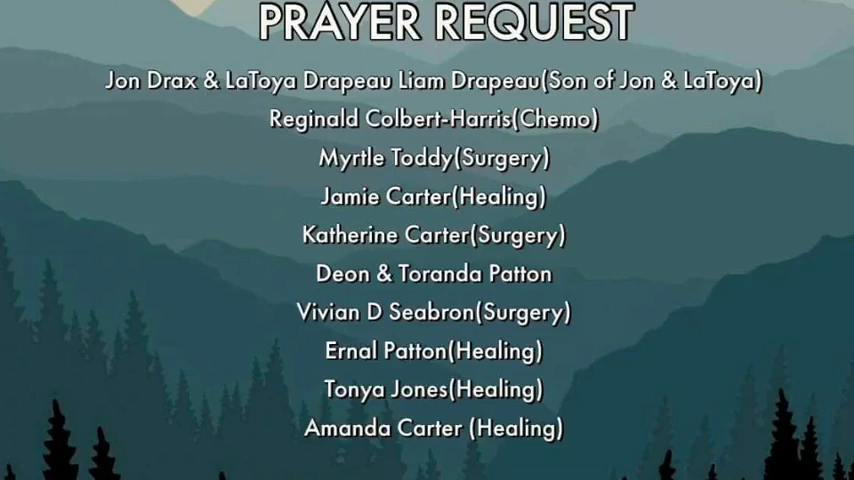 PRAYER REQUEST
Jon Drax & LaToya Drapeau Liam Drapeau(Son of Jon & LaToya)
Reginald Colbert-Harris(Chemo)
Myrtle Toddy(Surgery)
Jamie Carter(Healing)
Katherine Carter(Surgery)
Deon & Toranda Patton
Vivian D Seabron(Surgery)
Ernal Patton(Healing)
Tonya Jones(Healing)
Amanda Carter (Healing)